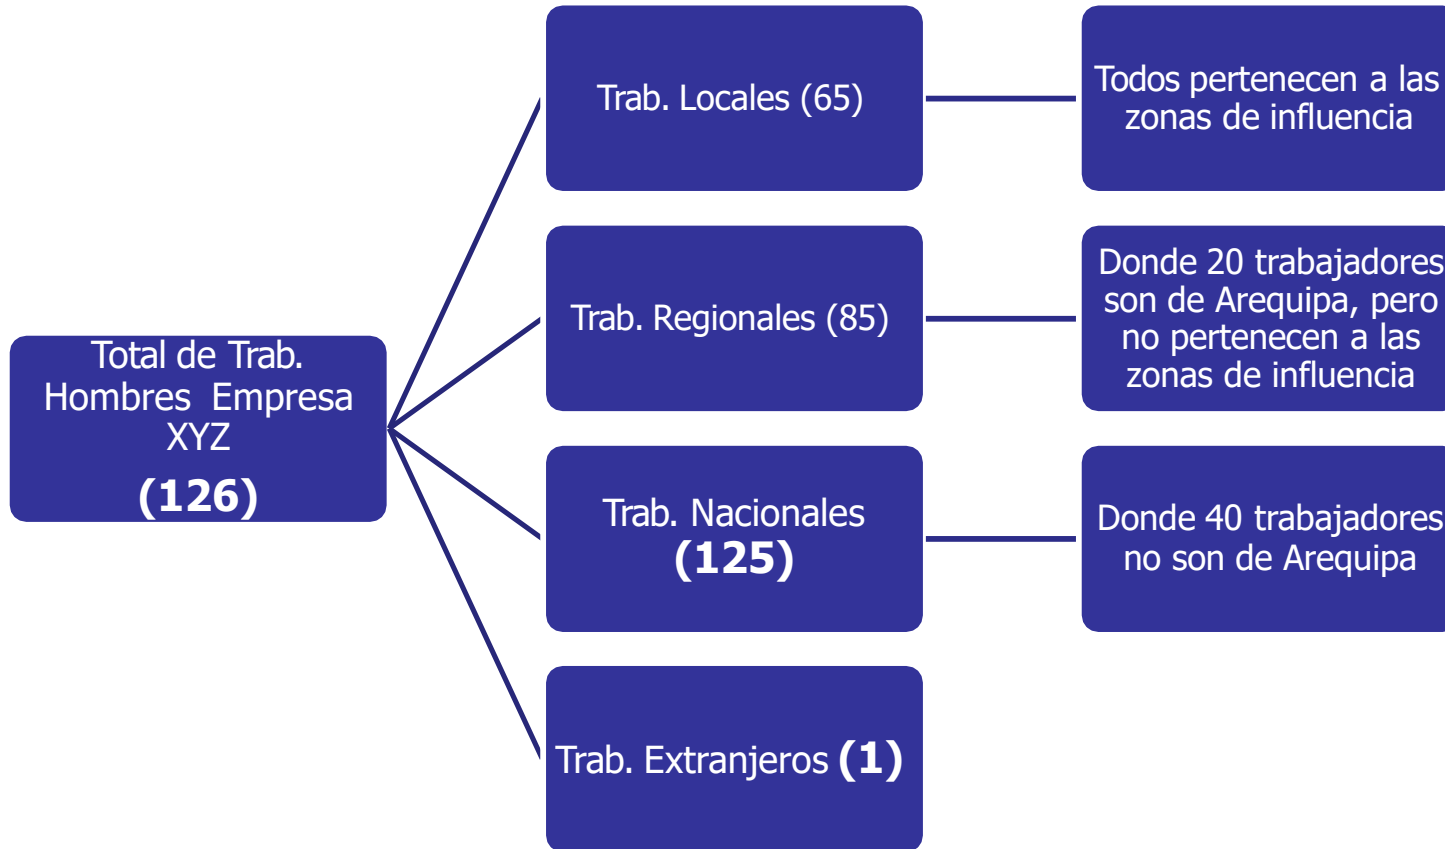 Total de Trab.
Hombres Empresa
XYZ
(126)
Trab. Locales (65)
Todos pertenecen a las
zonas de influencia
Trab. Regionales (85)
Donde 20 trabajadores
son de Arequipa, pero
no pertenecen a las
zonas de influencia
Trab. Nacionales
(125)
Donde 40 trabajadores
no son de Arequipa
Trab. Extranjeros (1)